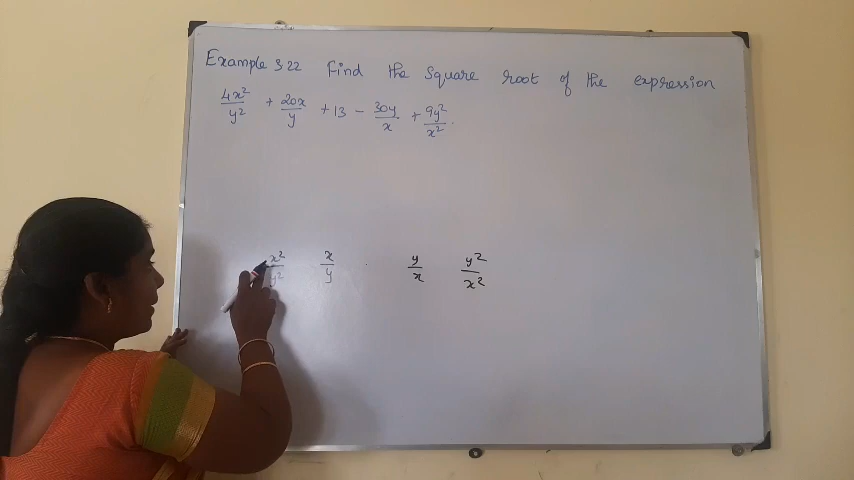 Example 3.22 Find the Square root of the expression
4x²/y² + 20x/y + 13 - 30y/x + 9y²/x².
x²/y² x/y y/x y²/x²